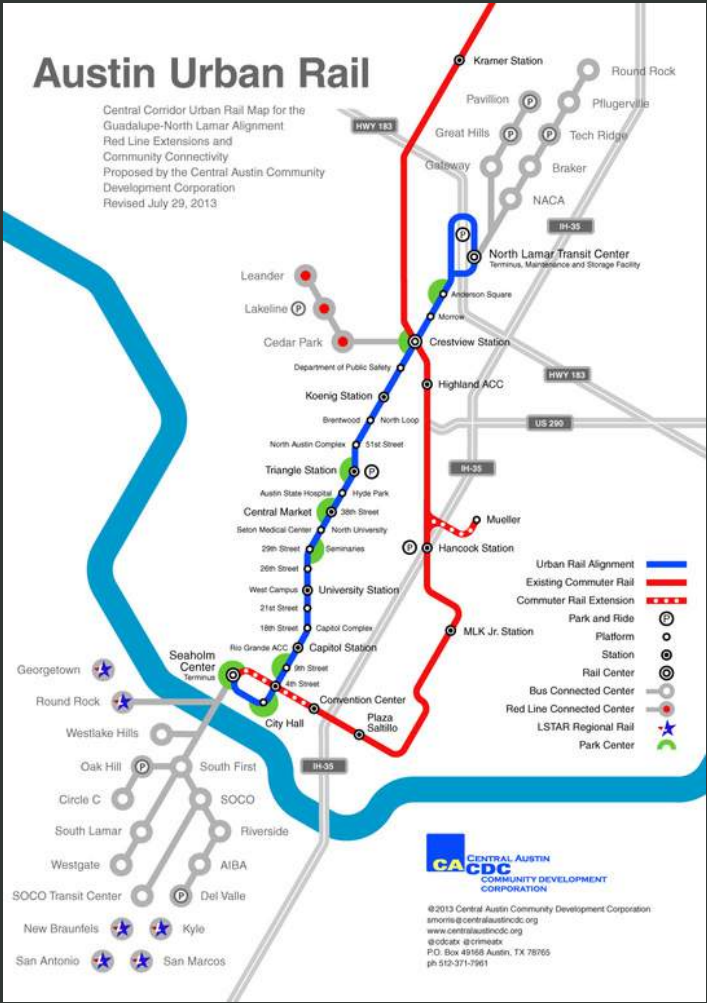 Austin Urban Rail
Central Corridor Urban Rail Map for the
Guadalupe-North Lamar Alignment
Red Line Extensions and
Community Connectivity
Proposed by the Central Austin Community
Development Corporation
Revised July 29, 2013
Kramer Station
Round Rock
Pavillion
P
Pflugerville
HWY 183
Great Hills
P
P
Tech Ridge
Gateway
Braker
NACA
IH-35
P
North Lamar Transit Center
Terminus, Maintenance and Storage Facility
Leander
Anderson Square
Lakeline
P
Morrow
Cedar Park
Crestview Station
Department of Public Safety
HWY 183
Highland ACC
Koenig Station
Brentwood
North Loop
US 290
North Austin Complex
51st Street
Triangle Station
P
IH-35
Austin State Hospital
Hyde Park
Central Market
38th Street
Mueller
Seton Medical Center
North University
29th Street
Seminaries
P
Hancock Station
26th Street
West Campus
University Station
21st Street
18th Street
Capitol Complex
MLK Jr. Station
Rio Grande ACC
Capitol Station
Seaholm
Center
Terminus
9th Street
4th Street
Convention Center
City Hall
Plaza
Saltillo
Urban Rail Alignment
Existing Commuter Rail
Commuter Rail Extension
Park and Ride
P
Platform
Station
Rail Center
Bus Connected Center
Red Line Connected Center
LSTAR Regional Rail
Park Center
Georgetown
Round Rock
Westlake Hills
Oak Hill
P
South First
IH-35
Circle C
SOCO
South Lamar
Riverside
Westgate
AIBA
SOCO Transit Center
P
Del Valle
New Braunfels
Kyle
San Antonio
San Marcos
CA
CENTRAL AUSTIN
CDC
COMMUNITY DEVELOPMENT
CORPORATION
@2013 Central Austin Community Development Corporation
smorris@centralaustincdc.org
www.centralaustincdc.org
@cdcatx @crimeatx
P.O. Box 49168 Austin, TX 78765
ph 512-371-7961